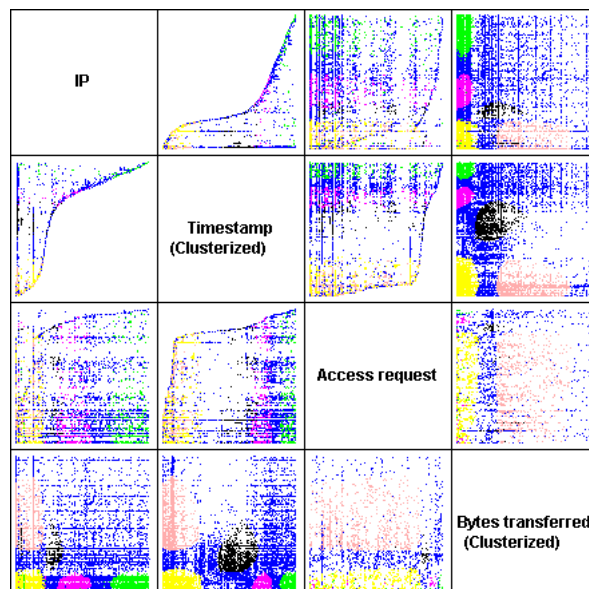 IP
Timestamp
(Clusterized)
Access request
Bytes transferred
(Clusterized)